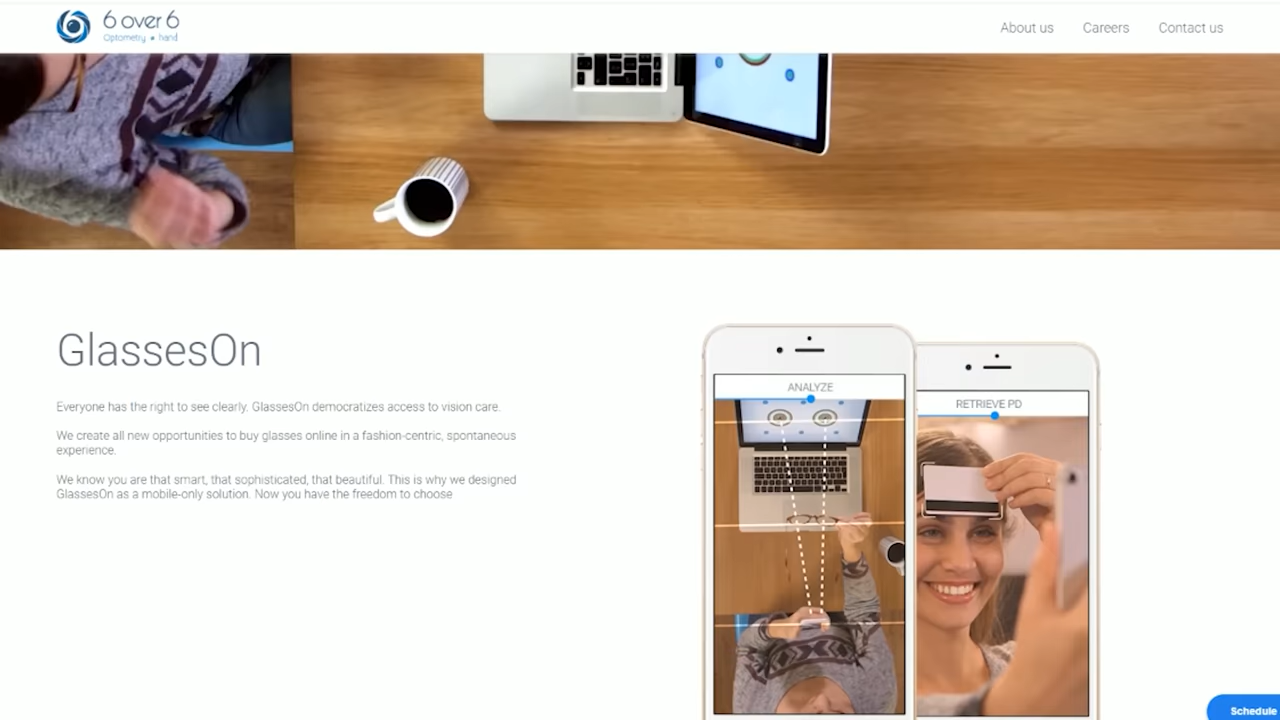 6 over 6
Optometry hand
About us Careers Contact us
GlassesOn
Everyone has the right to see clearly. GlassesOn democratizes access to vision care.
We create all new opportunities to buy glasses online in a fashion-centric, spontaneous
experience.
We know you are that smart, that sophisticated, that beautiful. This is why we designed
GlassesOn as a mobile-only solution. Now you have the freedom to choose
ANALYZE
RETRIEVE PD
Schedule